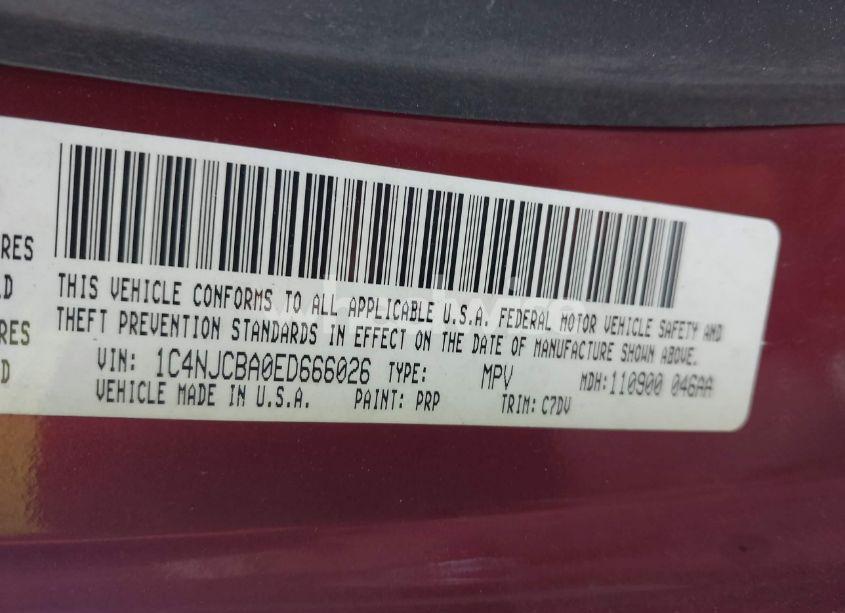 RES
D
THIS VEHICLE CONFORMS TO ALL APPLICABLE U.S.A. FEDERAL MOTOR VEHICLE SAFETY AND
RES
THEFT PREVENTION STANDARDS IN EFFECT ON THE DATE OF MANUFACTURE SHOWN ABOVE.
D
VIN: 1C4NJCBA0ED666026 TYPE: MPV MDH:110900 046AA
VEHICLE MADE IN U.S.A. PAINT: PRP TRIM: C7DV